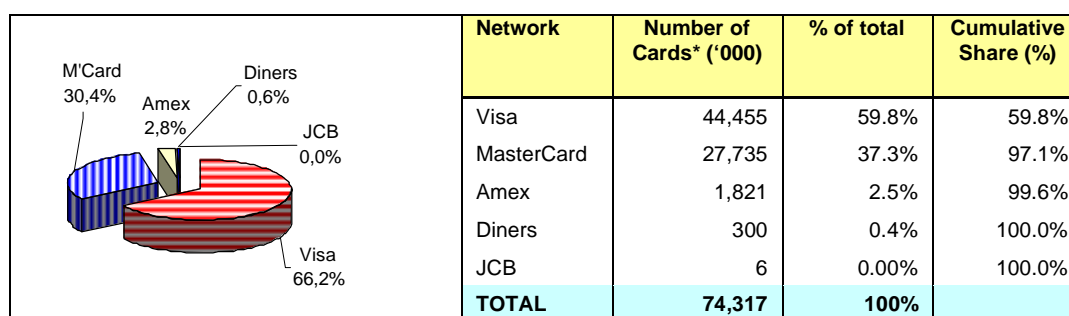 M'Card
30,4%
Amex
2,8%
Diners
0,6%
JCB
0,0%
Visa
66,2%
Network Number of Cards* (‘000) % of total Cumulative Share (%)
Visa 44,455 59.8% 59.8%
MasterCard 27,735 37.3% 97.1%
Amex 1,821 2.5% 99.6%
Diners 300 0.4% 100.0%
JCB 6 0.00% 100.0%
TOTAL 74,317 100%